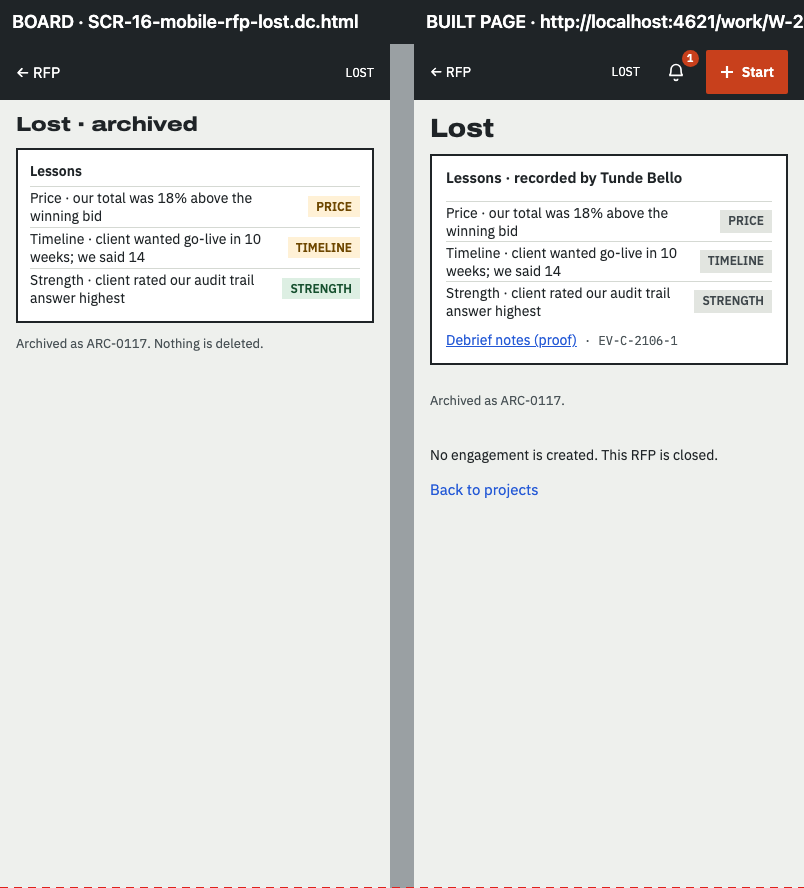 BOARD · SCR-16-mobile-rfp-lost.dc.html
← RFP
LOST
Lost · archived
Lessons
Price · our total was 18% above the
winning bid
PRICE
Timeline · client wanted go-live in 10
weeks; we said 14
TIMELINE
Strength · client rated our audit trail
answer highest
STRENGTH
Archived as ARC-0117. Nothing is deleted.
BUILT PAGE · http://localhost:4621/work/W-2
← RFP
LOST
1
+ Start
Lost
Lessons · recorded by Tunde Bello
Price · our total was 18% above the
winning bid
PRICE
Timeline · client wanted go-live in 10
weeks; we said 14
TIMELINE
Strength · client rated our audit trail
answer highest
STRENGTH
Debrief notes (proof) · EV-C-2106-1
Archived as ARC-0117.
No engagement is created. This RFP is closed.
Back to projects